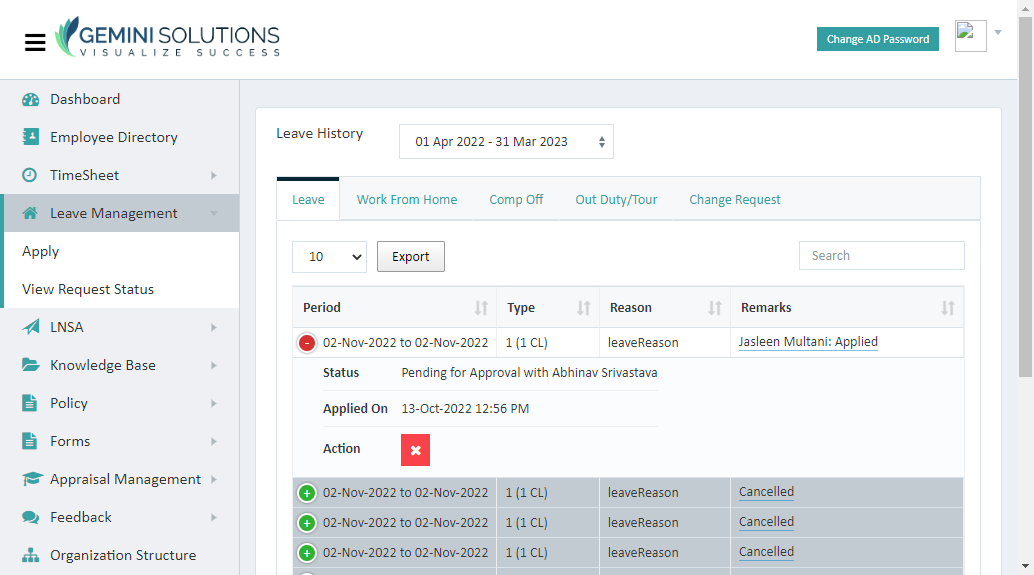 GEMINI SOLUTIONS
VISUALIZE SUCCESS
Change AD Password
Dashboard
Employee Directory
TimeSheet
Leave Management
Apply
View Request Status
LNSA
Knowledge Base
Policy
Forms
Appraisal Management
Feedback
Organization Structure
Leave History
01 Apr 2022 - 31 Mar 2023
Leave Work From Home Comp Off Out Duty/Tour Change Request
10 Export Search
Period Type Reason Remarks
02-Nov-2022 to 02-Nov-2022 1 (1 CL) leaveReason Jasleen Multani: Applied
Status Pending for Approval with Abhinav Srivastava
Applied On 13-Oct-2022 12:56 PM
Action
02-Nov-2022 to 02-Nov-2022 1 (1 CL) leaveReason Cancelled
02-Nov-2022 to 02-Nov-2022 1 (1 CL) leaveReason Cancelled
02-Nov-2022 to 02-Nov-2022 1 (1 CL) leaveReason Cancelled